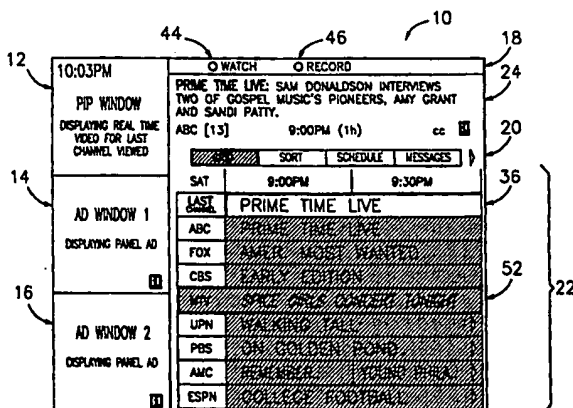 44
46
10
12
18
24
14
20
36
16
52
22
10:03PM
PIP WINDOW
DISPLAYING REAL TIME
VIDEO FOR LAST
CHANNEL VIEWED
AD WINDOW 1
DISPLAYING PANEL AD
AD WINDOW 2
DISPLAYING PANEL AD
WATCH RECORD
PRIME TIME LIVE: SAM DONALDSON INTERVIEWS
TWO OF GOSPEL MUSIC'S PIONEERS, AMY GRANT
AND SANDI PATTY.
ABC [13] 9:00PM (1h) cc
SORT SCHEDULE MESSAGES
SAT 9:00PM 9:30PM
LAST CHANNEL PRIME TIME LIVE
ABC PRIME TIME LIVE
FOX AMER. MOST WANTED
CBS EARLY EDITION
MTV SPICE GIRLS CONCERT TONIGHT
UPN WALKING TALL
PBS ON GOLDEN POND
AMC REMEMBER. YOUNG PHILA.
ESPN COLLEGE FOOTBALL